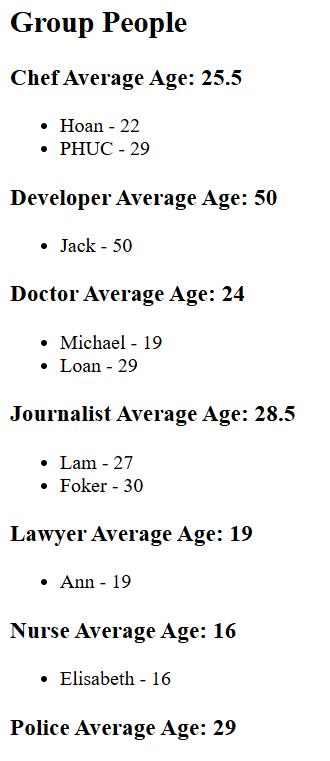 Group People
Chef Average Age: 25.5
Hoan - 22
PHUC - 29
Developer Average Age: 50
Jack - 50
Doctor Average Age: 24
Michael - 19
Loan - 29
Journalist Average Age: 28.5
Lam - 27
Foker - 30
Lawyer Average Age: 19
Ann - 19
Nurse Average Age: 16
Elisabeth - 16
Police Average Age: 29